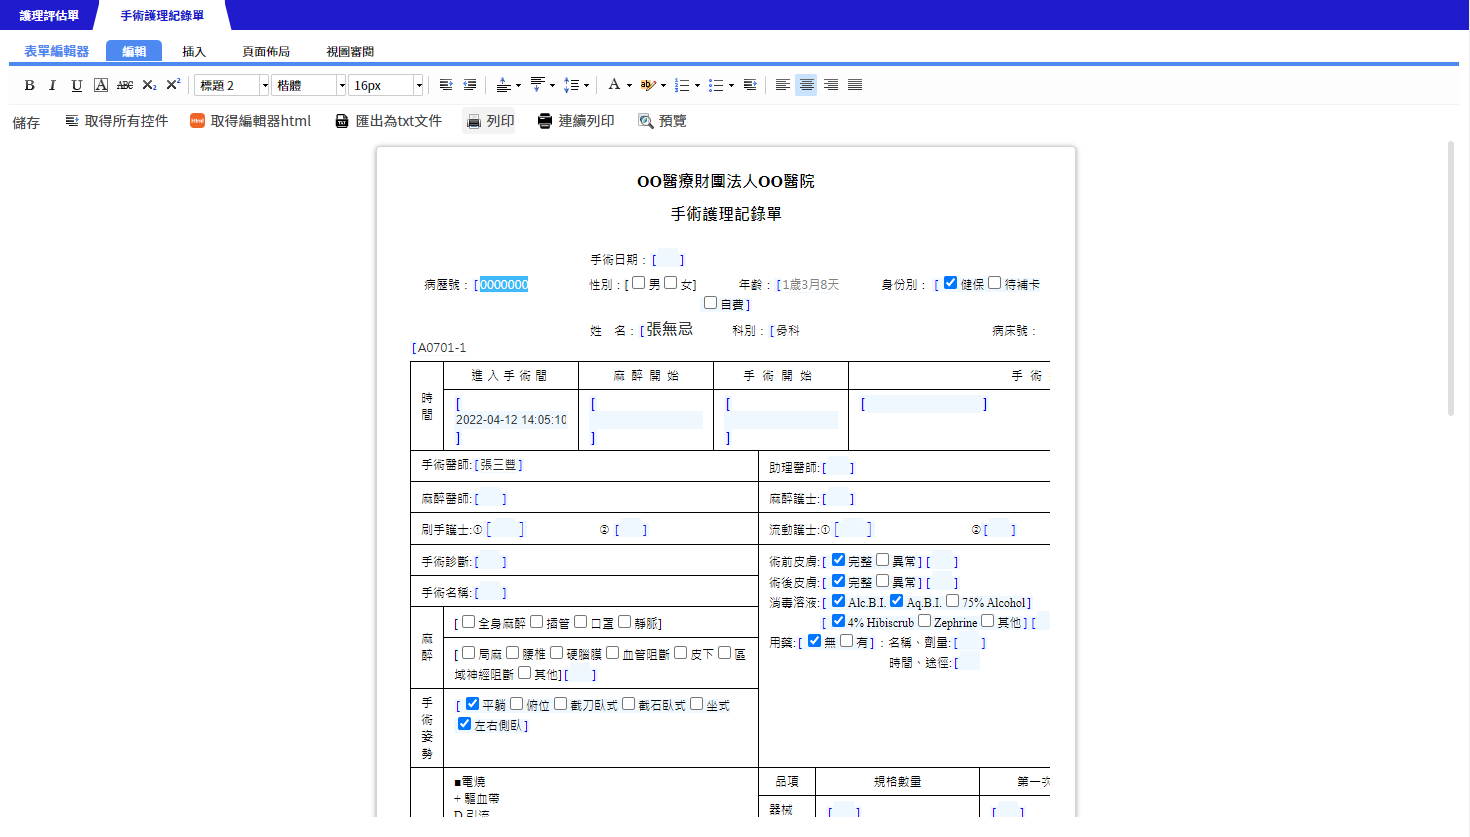 護理評估單 手術護理紀錄單
表單編輯器 編輯 插入 頁面佈局 視圖審閱
B I U A ABC X₂ X² 標題 2 楷體 16px A ab
儲存 取得所有控件 取得編輯器html 匯出為txt文件 列印 連續列印 預覽
OO醫療財團法人OO醫院
手術護理記錄單
手術日期： [ ]
病歷號： [0000000 性別： [ 男 女] 年齡： [1歲3月8天 身份別： [ 健保 待補卡
自費 ]
姓 名： [張無忌 科別： [骨科 病床號：
[A0701-1
時間 進入手術間 麻醉開始 手術開始 手 術
[ [ [ [ ]
2022-04-12 14:05:10
] ] ]
手術醫師: [張三豐 ] 助理醫師: [ ]
麻醉醫師: [ ] 麻醉護士: [ ]
刷手護士:① [ ] ② [ ] 流動護士:① [ ] ② [ ]
手術診斷: [ ] 術前皮膚: [ 完整 異常 ] [ ]
術後皮膚: [ 完整 異常 ] [ ]
手術名稱: [ ] 消毒溶液: [ Alc.B.I. Aq.B.I. 75% Alcohol ]
麻醉 [ 全身麻醉 插管 口罩 靜脈] [ 4% Hibiscrub Zephrine 其他 ] [
用藥: [ 無 有 ] ：名稱、劑量: [ ]
[ 局麻 腰椎 硬腦膜 血管阻斷 皮下 區 時間、途徑: [
域神經阻斷 其他] [ ]
手術姿勢 [ 平躺 俯位 截刀臥式 截石臥式 坐式
左右側臥 ]
■電燒 品項 規格數量 第一次
+ 驅血帶
D 引流 器械 [ ] [ ]